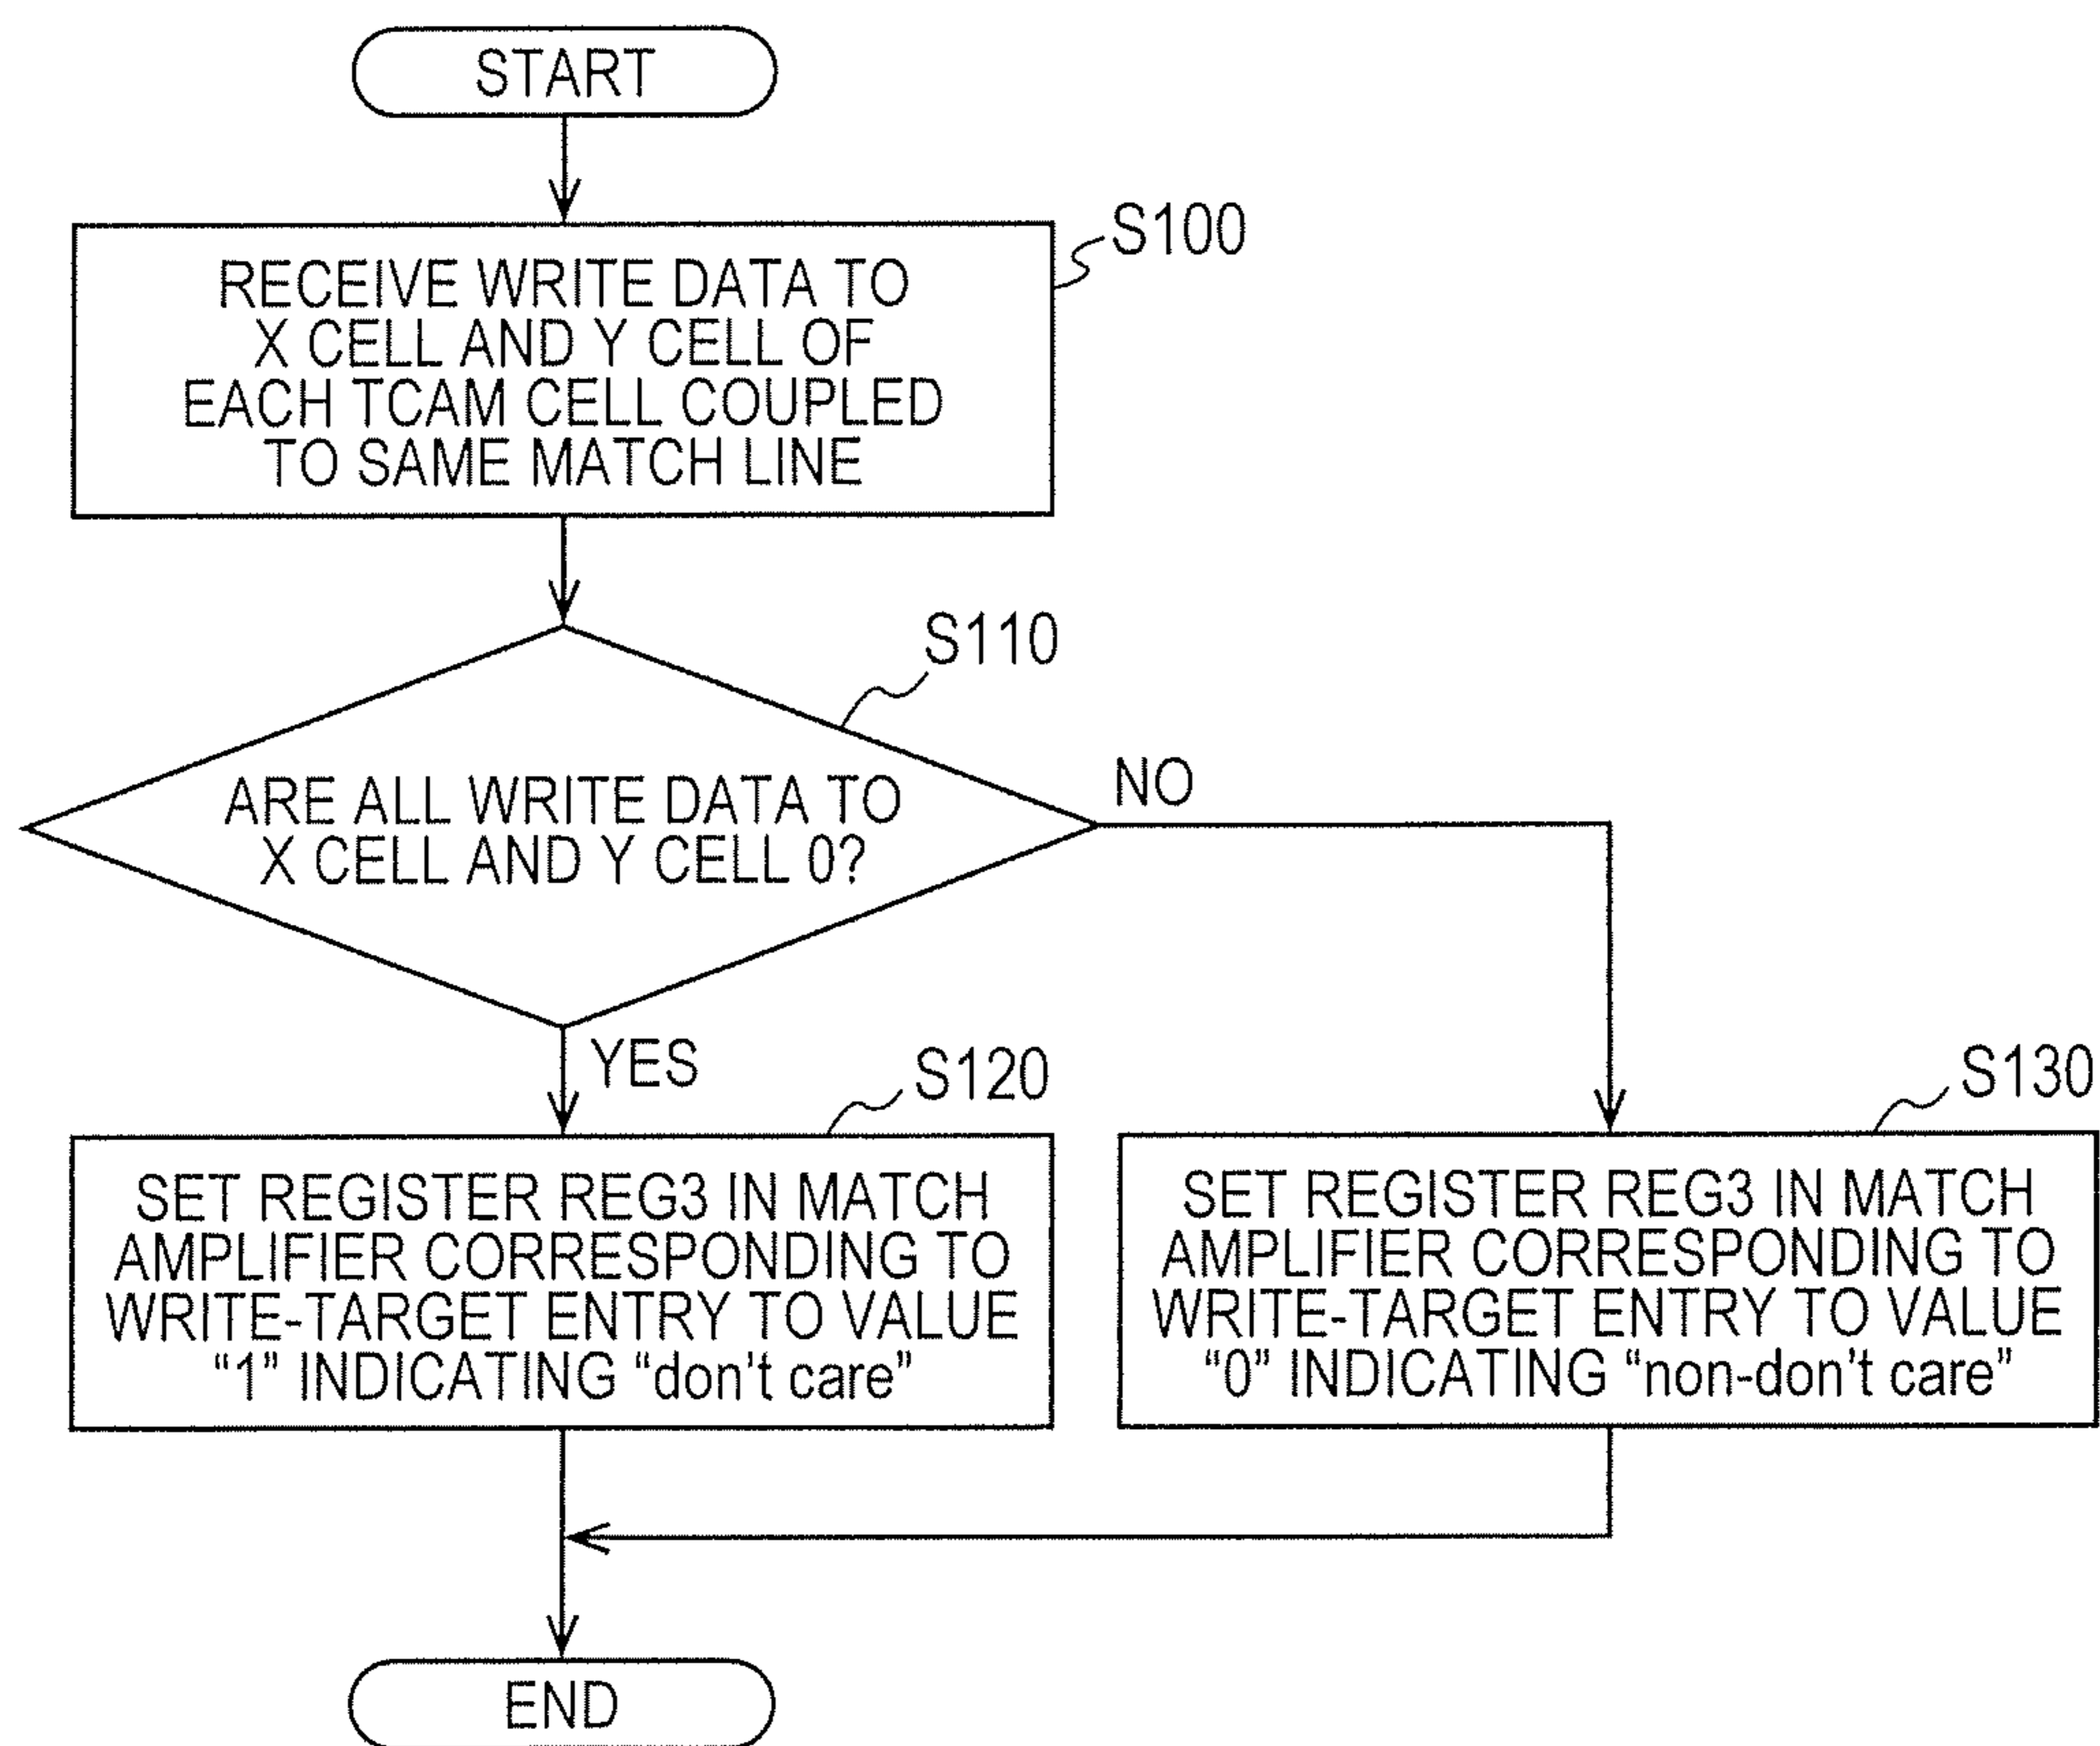 START
S100
RECEIVE WRITE DATA TO
X CELL AND Y CELL OF
EACH TCAM CELL COUPLED
TO SAME MATCH LINE
S110
ARE ALL WRITE DATA TO
X CELL AND Y CELL 0?
NO
YES
S120
SET REGISTER REG3 IN MATCH
AMPLIFIER CORRESPONDING TO
WRITE-TARGET ENTRY TO VALUE
“1” INDICATING “don't care”
S130
SET REGISTER REG3 IN MATCH
AMPLIFIER CORRESPONDING TO
WRITE-TARGET ENTRY TO VALUE
“0” INDICATING “non-don't care”
END